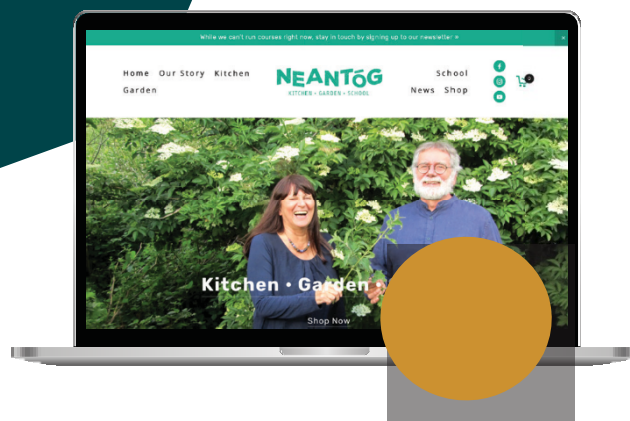 While we can't run courses right now, stay in touch by signing up to our newsletter »
Home Our Story Kitchen
Garden
NEANTÓG
KITCHEN • GARDEN • SCHOOL
School
News Shop
0
Kitchen • Garden •
Shop Now